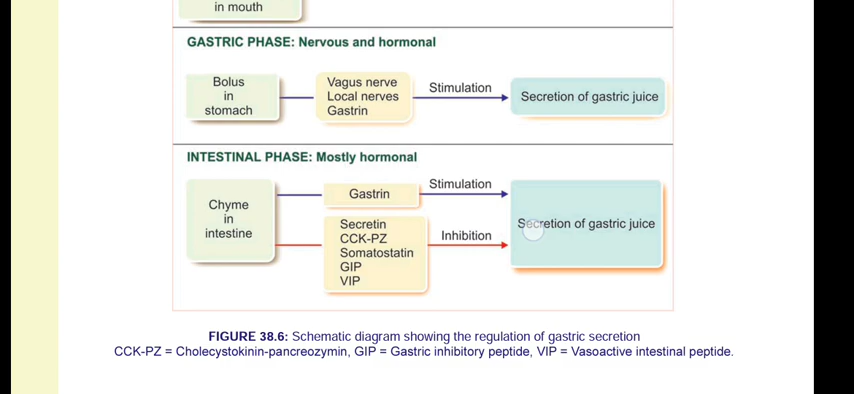 in mouth
GASTRIC PHASE: Nervous and hormonal
Bolus
in
stomach
Vagus nerve
Local nerves
Gastrin
Stimulation
Secretion of gastric juice
INTESTINAL PHASE: Mostly hormonal
Chyme
in
intestine
Gastrin
Stimulation
Secretin
CCK-PZ
Somatostatin
GIP
VIP
Inhibition
Secretion of gastric juice
FIGURE 38.6: Schematic diagram showing the regulation of gastric secretion
CCK-PZ = Cholecystokinin-pancreozymin, GIP = Gastric inhibitory peptide, VIP = Vasoactive intestinal peptide.